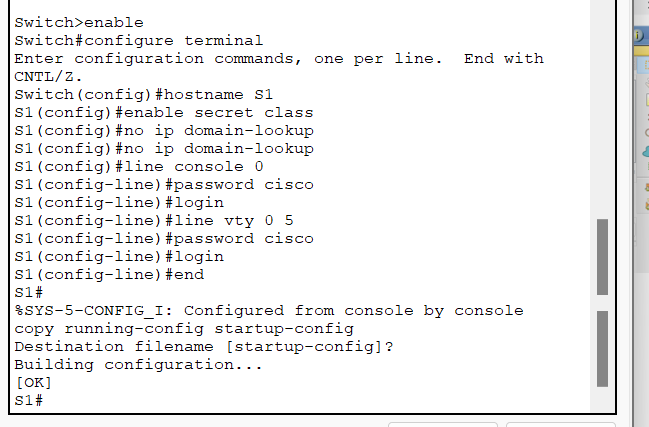 Switch>enable
Switch#configure terminal
Enter configuration commands, one per line.  End with
CNTL/Z.
Switch(config)#hostname S1
S1(config)#enable secret class
S1(config)#no ip domain-lookup
S1(config)#no ip domain-lookup
S1(config)#line console 0
S1(config-line)#password cisco
S1(config-line)#login
S1(config-line)#line vty 0 5
S1(config-line)#password cisco
S1(config-line)#login
S1(config-line)#end
S1#
%SYS-5-CONFIG_I: Configured from console by console
copy running-config startup-config
Destination filename [startup-config]?
Building configuration...
[OK]
S1#